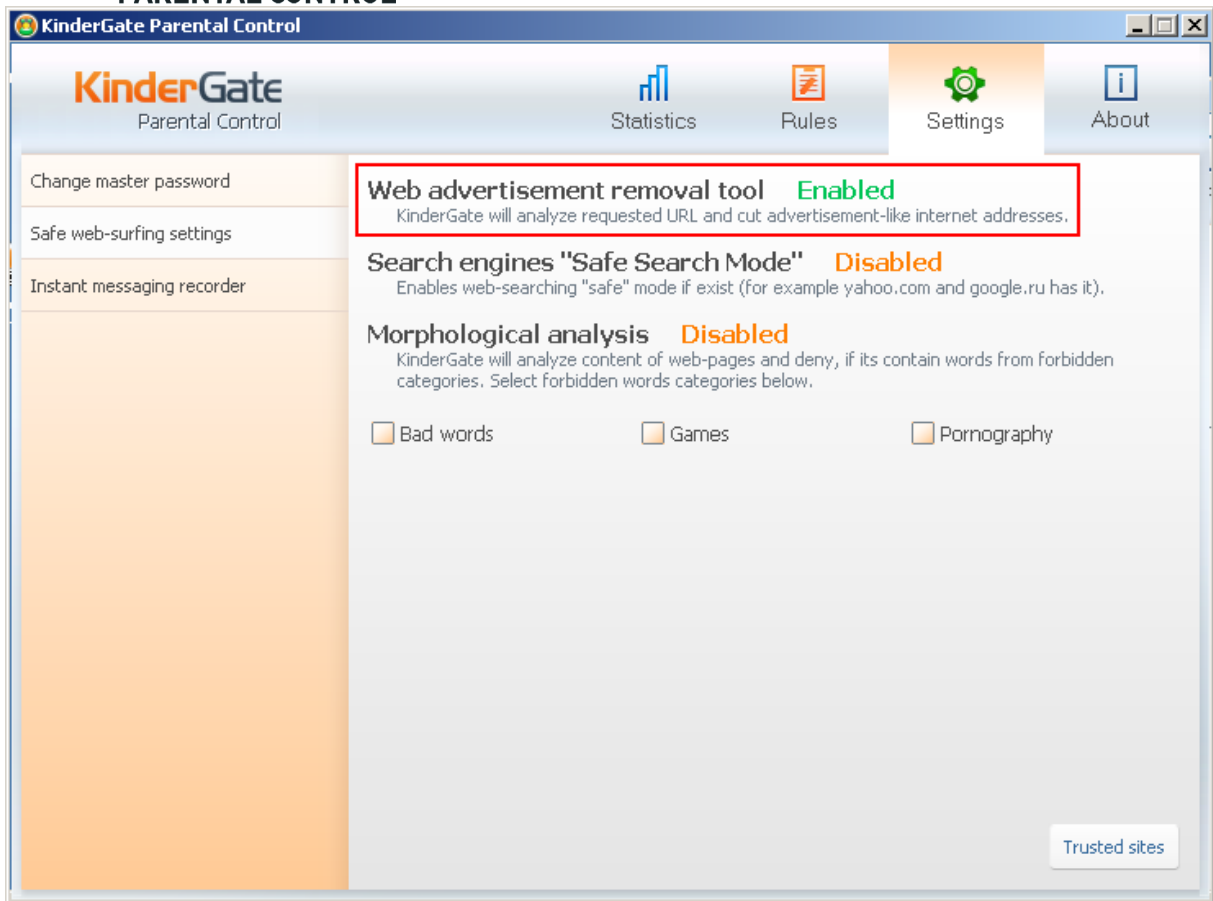 PARENTAL CONTROL
KinderGate Parental Control
KinderGate
Parental Control
Statistics
Rules
Settings
About
Change master password
Safe web-surfing settings
Instant messaging recorder
Web advertisement removal tool Enabled
KinderGate will analyze requested URL and cut advertisement-like internet addresses.
Search engines "Safe Search Mode" Disabled
Enables web-searching "safe" mode if exist (for example yahoo.com and google.ru has it).
Morphological analysis Disabled
KinderGate will analyze content of web-pages and deny, if its contain words from forbidden
categories. Select forbidden words categories below.
Bad words
Games
Pornography
Trusted sites